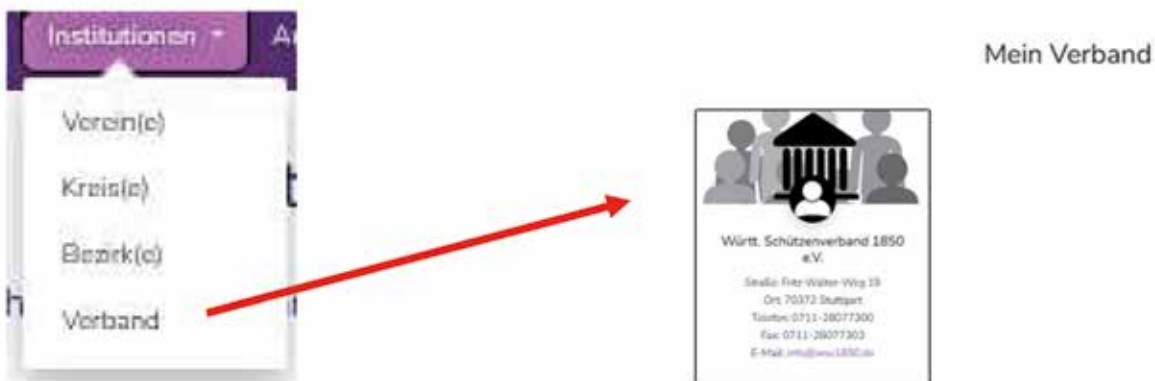 Institutionen
Verein(e)
Kreis(e)
Bezirk(e)
Verband
Mein Verband
Württ. Schützenverband 1850
e.V.
Straße: Fritz-Walter-Weg 19
Ort: 70372 Stuttgart
Telefon: 0711-28077300
Fax: 0711-28077303
E-Mail: info@wsv1850.de